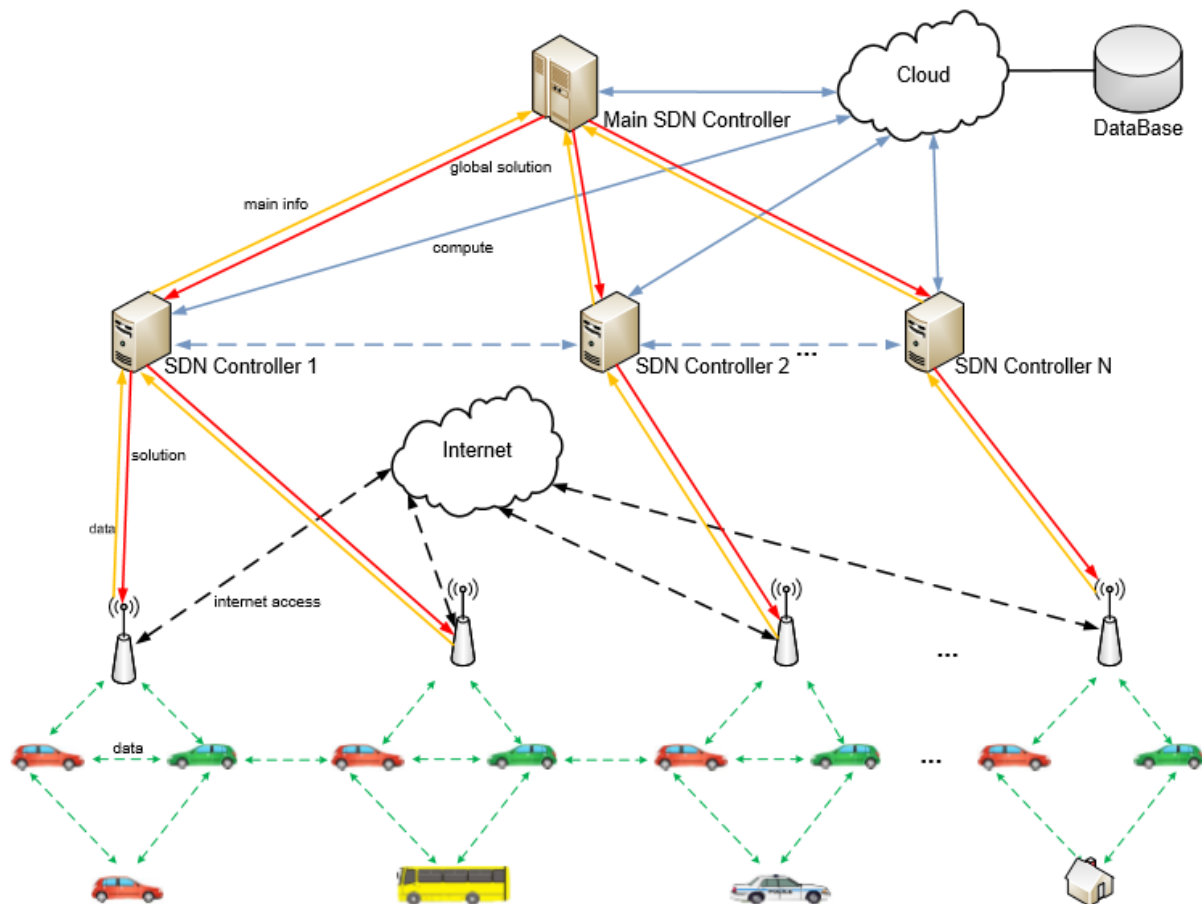 Cloud
Main SDN Controller
DataBase
global solution
main info
compute
SDN Controller 1
SDN Controller 2
...
SDN Controller N
Internet
solution
data
internet access
...
data
...
POLICE